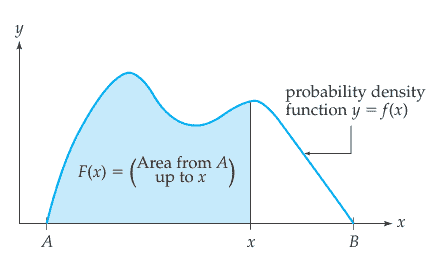 y
probability density
function y = f(x)
F(x) = (Area from A
up to x)
x
A
x
B